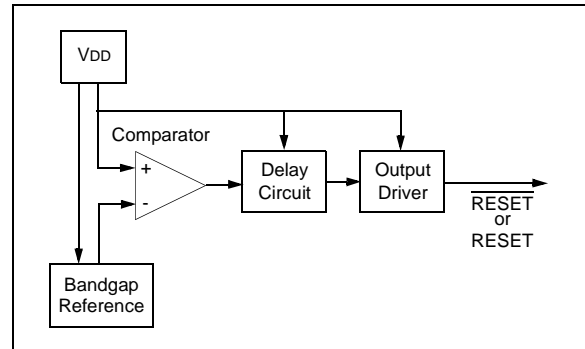 VDD
Comparator
+
-
Delay
Circuit
Output
Driver
RESET
or
RESET
Bandgap
Reference